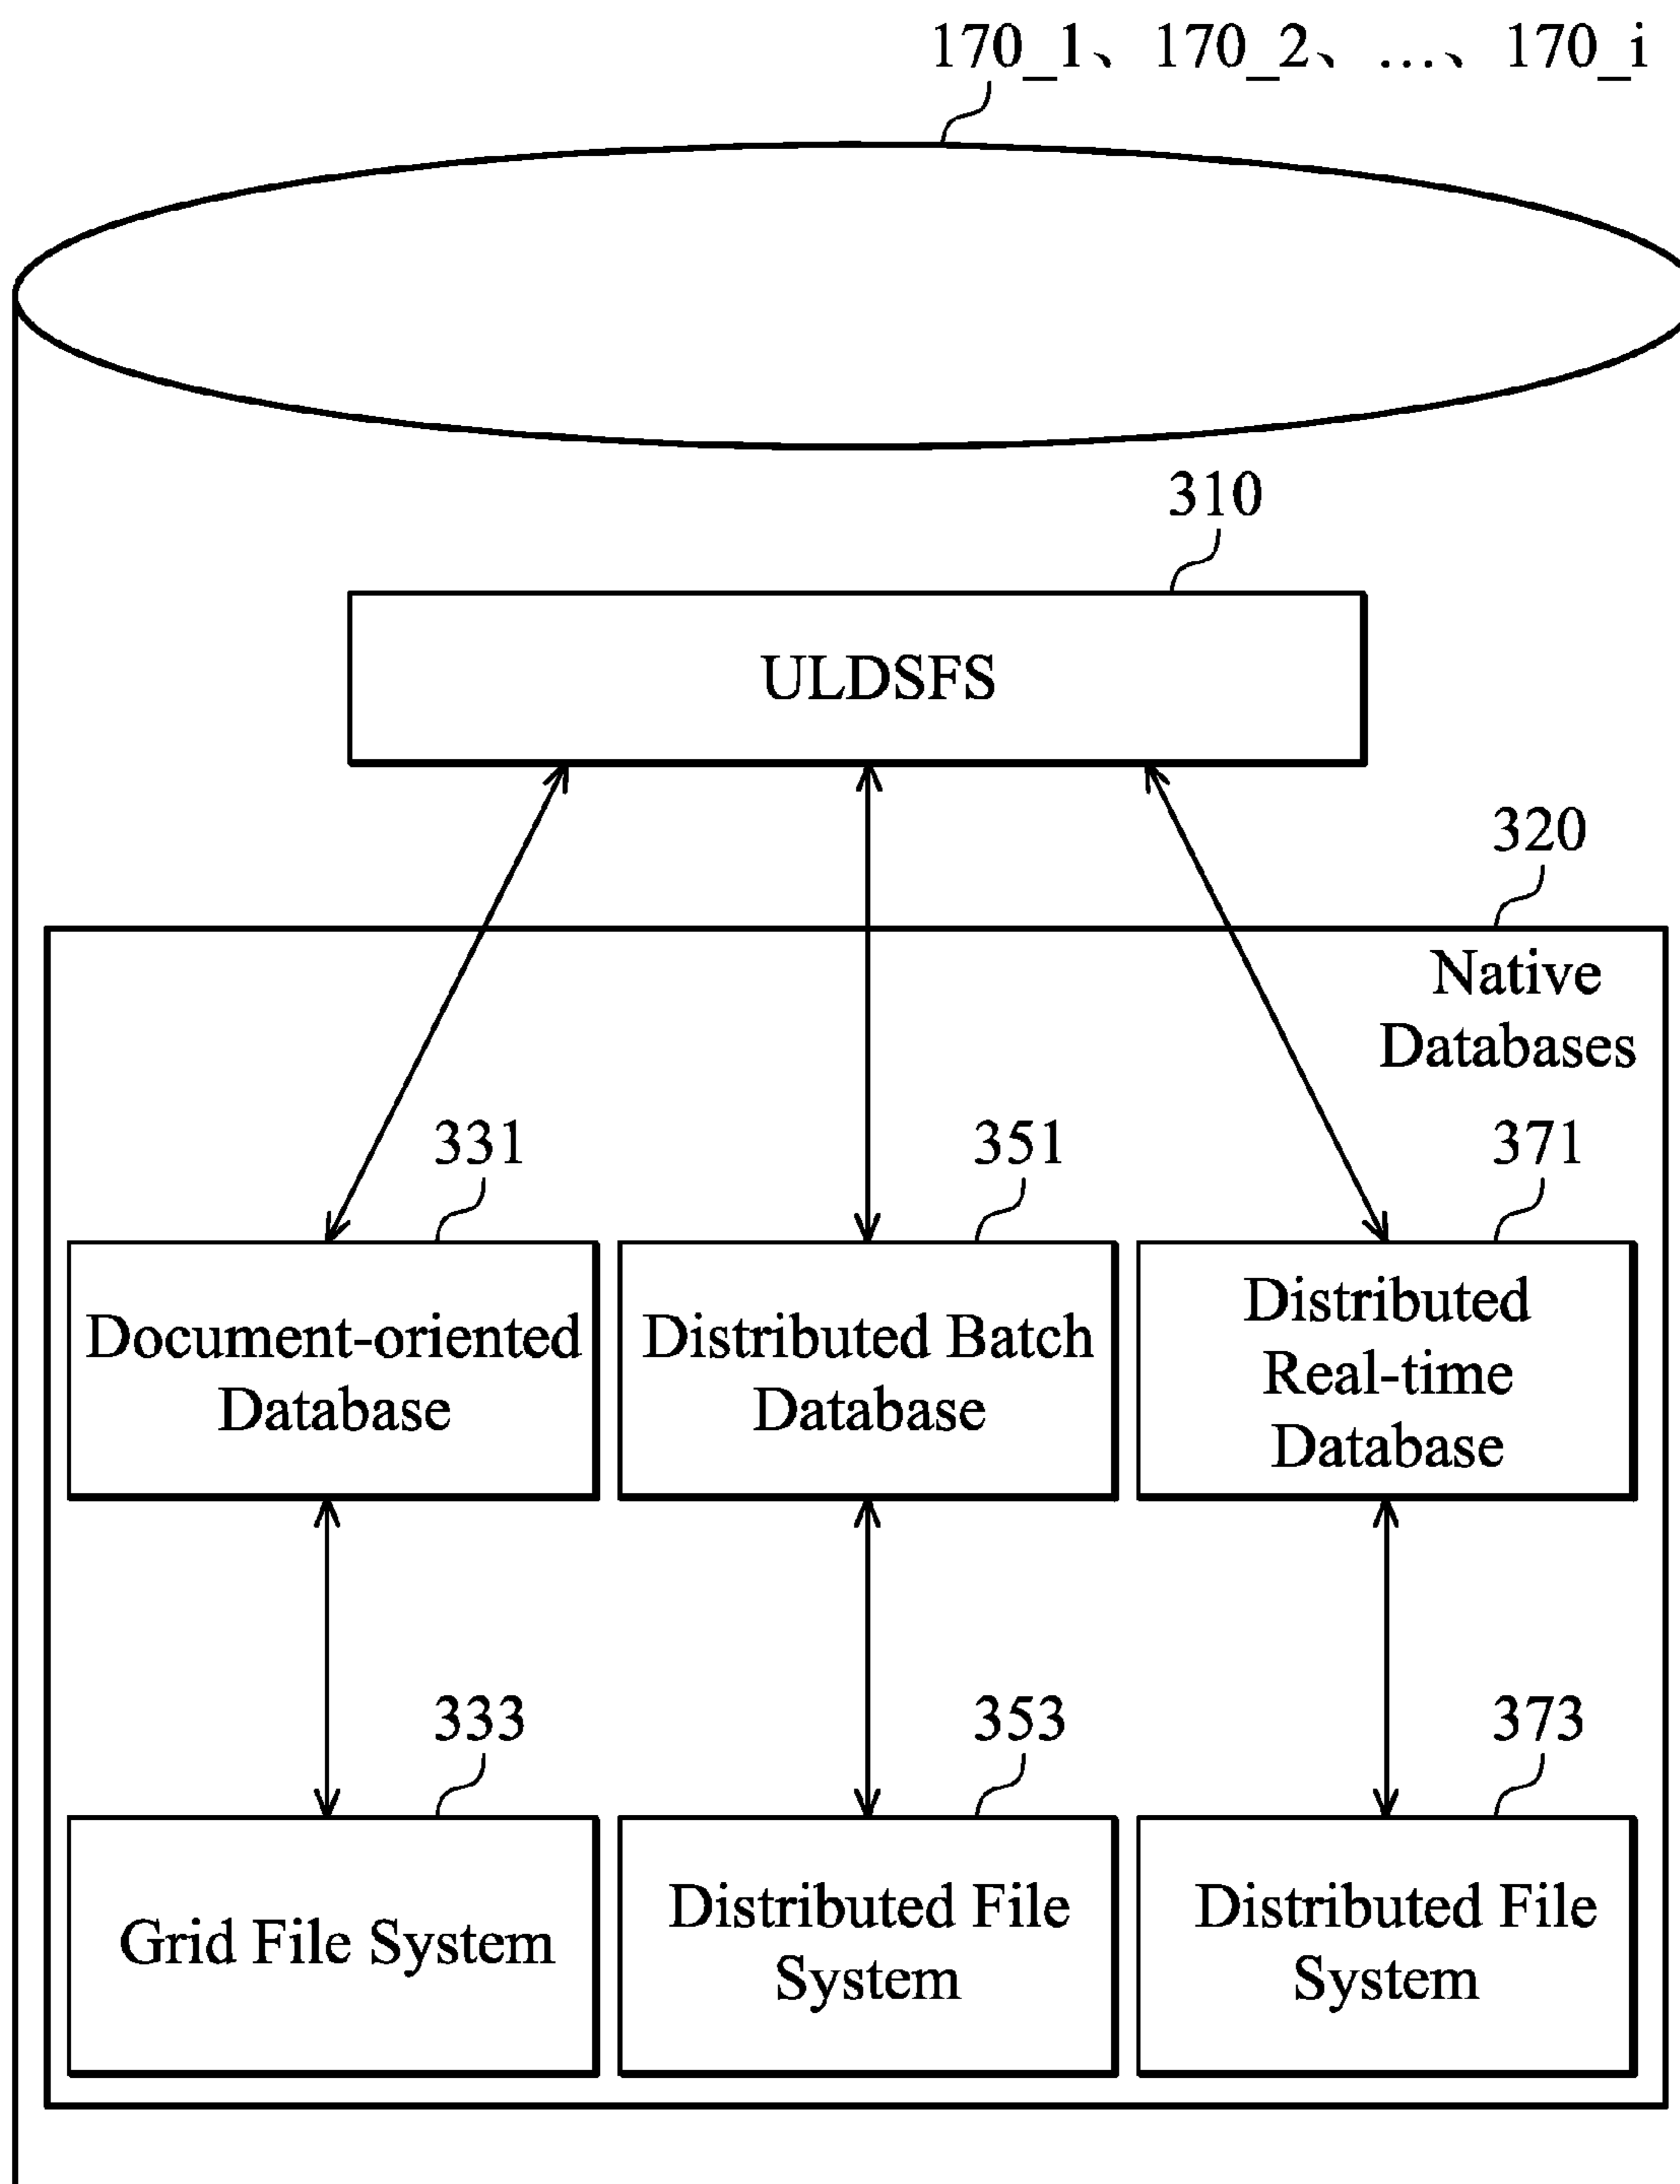 170_1、170_2、...、170_i
310
ULDSFS
320
Native
Databases
331
351
371
Document-oriented
Database
Distributed Batch
Database
Distributed
Real-time
Database
333
353
373
Grid File System
Distributed File
System
Distributed File
System